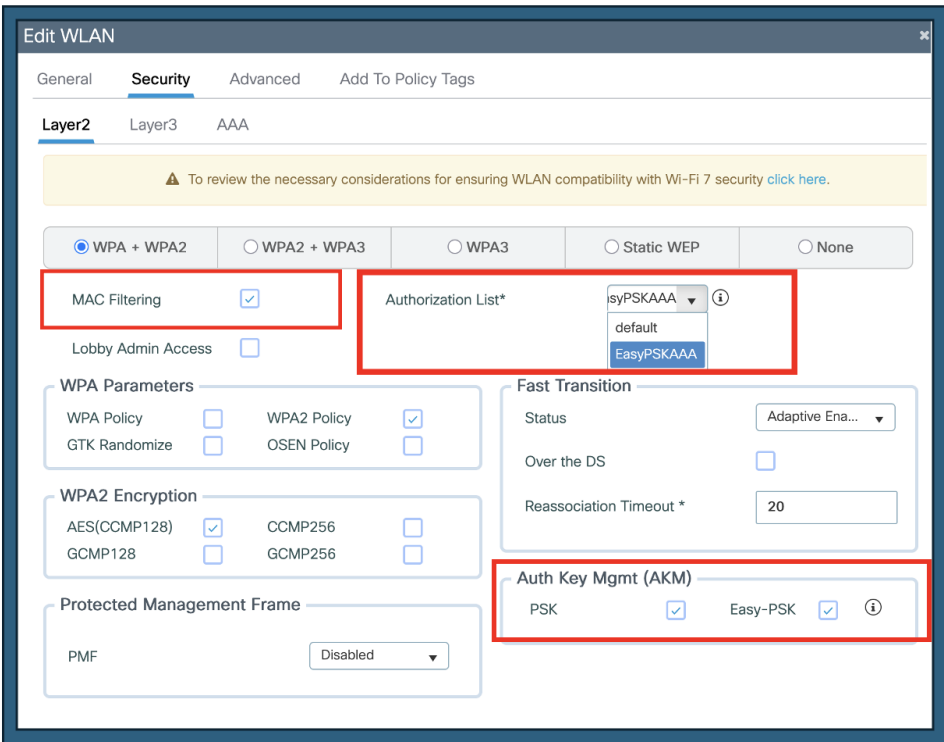 Edit WLAN
General Security Advanced Add To Policy Tags
Layer2 Layer3 AAA
To review the necessary considerations for ensuring WLAN compatibility with Wi-Fi 7 security click here.
WPA + WPA2 WPA2 + WPA3 WPA3 Static WEP None
MAC Filtering
Authorization List* syPSKAAA
default
EasyPSKAAA
Lobby Admin Access
WPA Parameters
WPA Policy WPA2 Policy
GTK Randomize OSEN Policy
Fast Transition
Status Adaptive Ena...
Over the DS
Reassociation Timeout * 20
WPA2 Encryption
AES(CCMP128) CCMP256
GCMP128 GCMP256
Auth Key Mgmt (AKM)
PSK Easy-PSK
Protected Management Frame
PMF Disabled